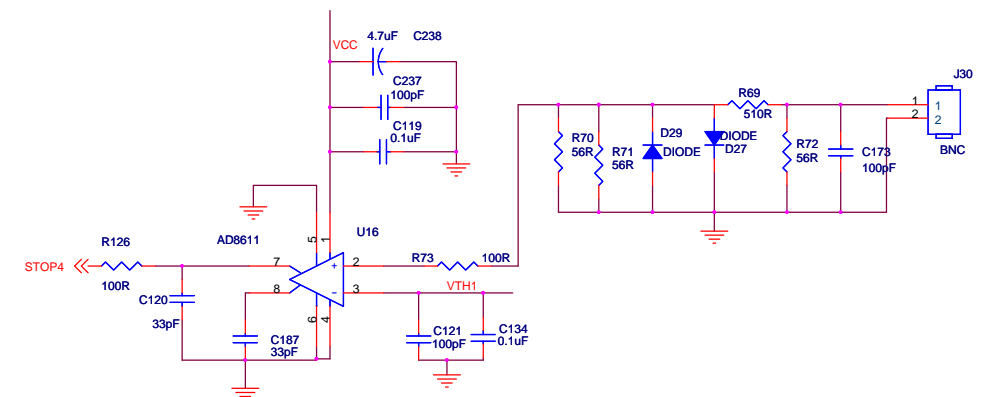 4.7uF C238
VCC
C237
100pF
C119
0.1uF
J30
R69
510R
1
1
2
2
BNC
R70
56R
R71
56R
D29
DIODE
DIODE
D27
R72
56R
C173
100pF
U16
AD8611
5
1
R126
STOP4
100R
7
8
+
-
2
3
6
4
R73
100R
VTH1
C120
33pF
C187
33pF
C121
100pF
C134
0.1uF